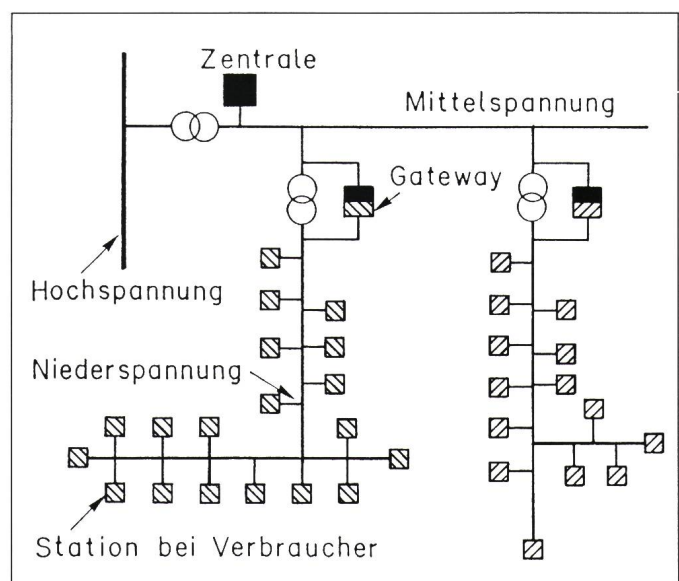 Zentrale
Mittelspannung
Gateway
Hochspannung
Niederspannung
Station bei Verbraucher